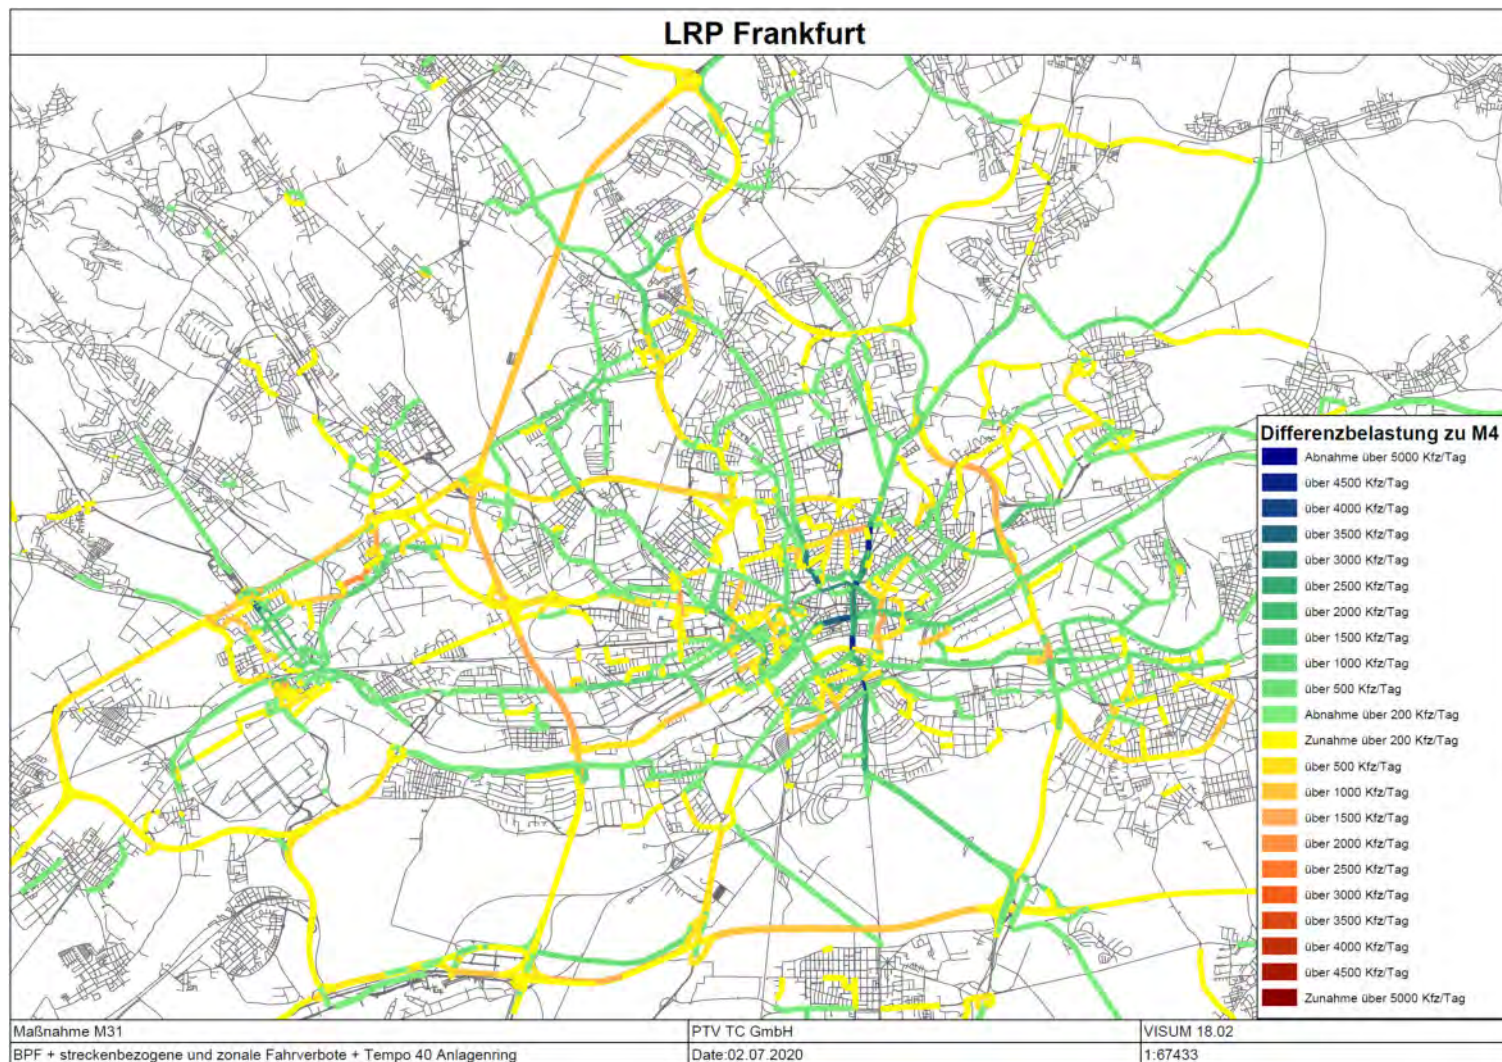 LRP Frankfurt
Differenzbelastung zu M4
Abnahme über 5000 Kfz/Tag
über 4500 Kfz/Tag
über 4000 Kfz/Tag
über 3500 Kfz/Tag
über 3000 Kfz/Tag
über 2500 Kfz/Tag
über 2000 Kfz/Tag
über 1500 Kfz/Tag
über 1000 Kfz/Tag
über 500 Kfz/Tag
Abnahme über 200 Kfz/Tag
Zunahme über 200 Kfz/Tag
über 500 Kfz/Tag
über 1000 Kfz/Tag
über 1500 Kfz/Tag
über 2000 Kfz/Tag
über 2500 Kfz/Tag
über 3000 Kfz/Tag
über 3500 Kfz/Tag
über 4000 Kfz/Tag
über 4500 Kfz/Tag
Zunahme über 5000 Kfz/Tag
Maßnahme M31
PTV TC GmbH
VISUM 18.02
BPF + streckenbezogene und zonale Fahrverbote + Tempo 40 Anlagenring
Date:02.07.2020
1:67433